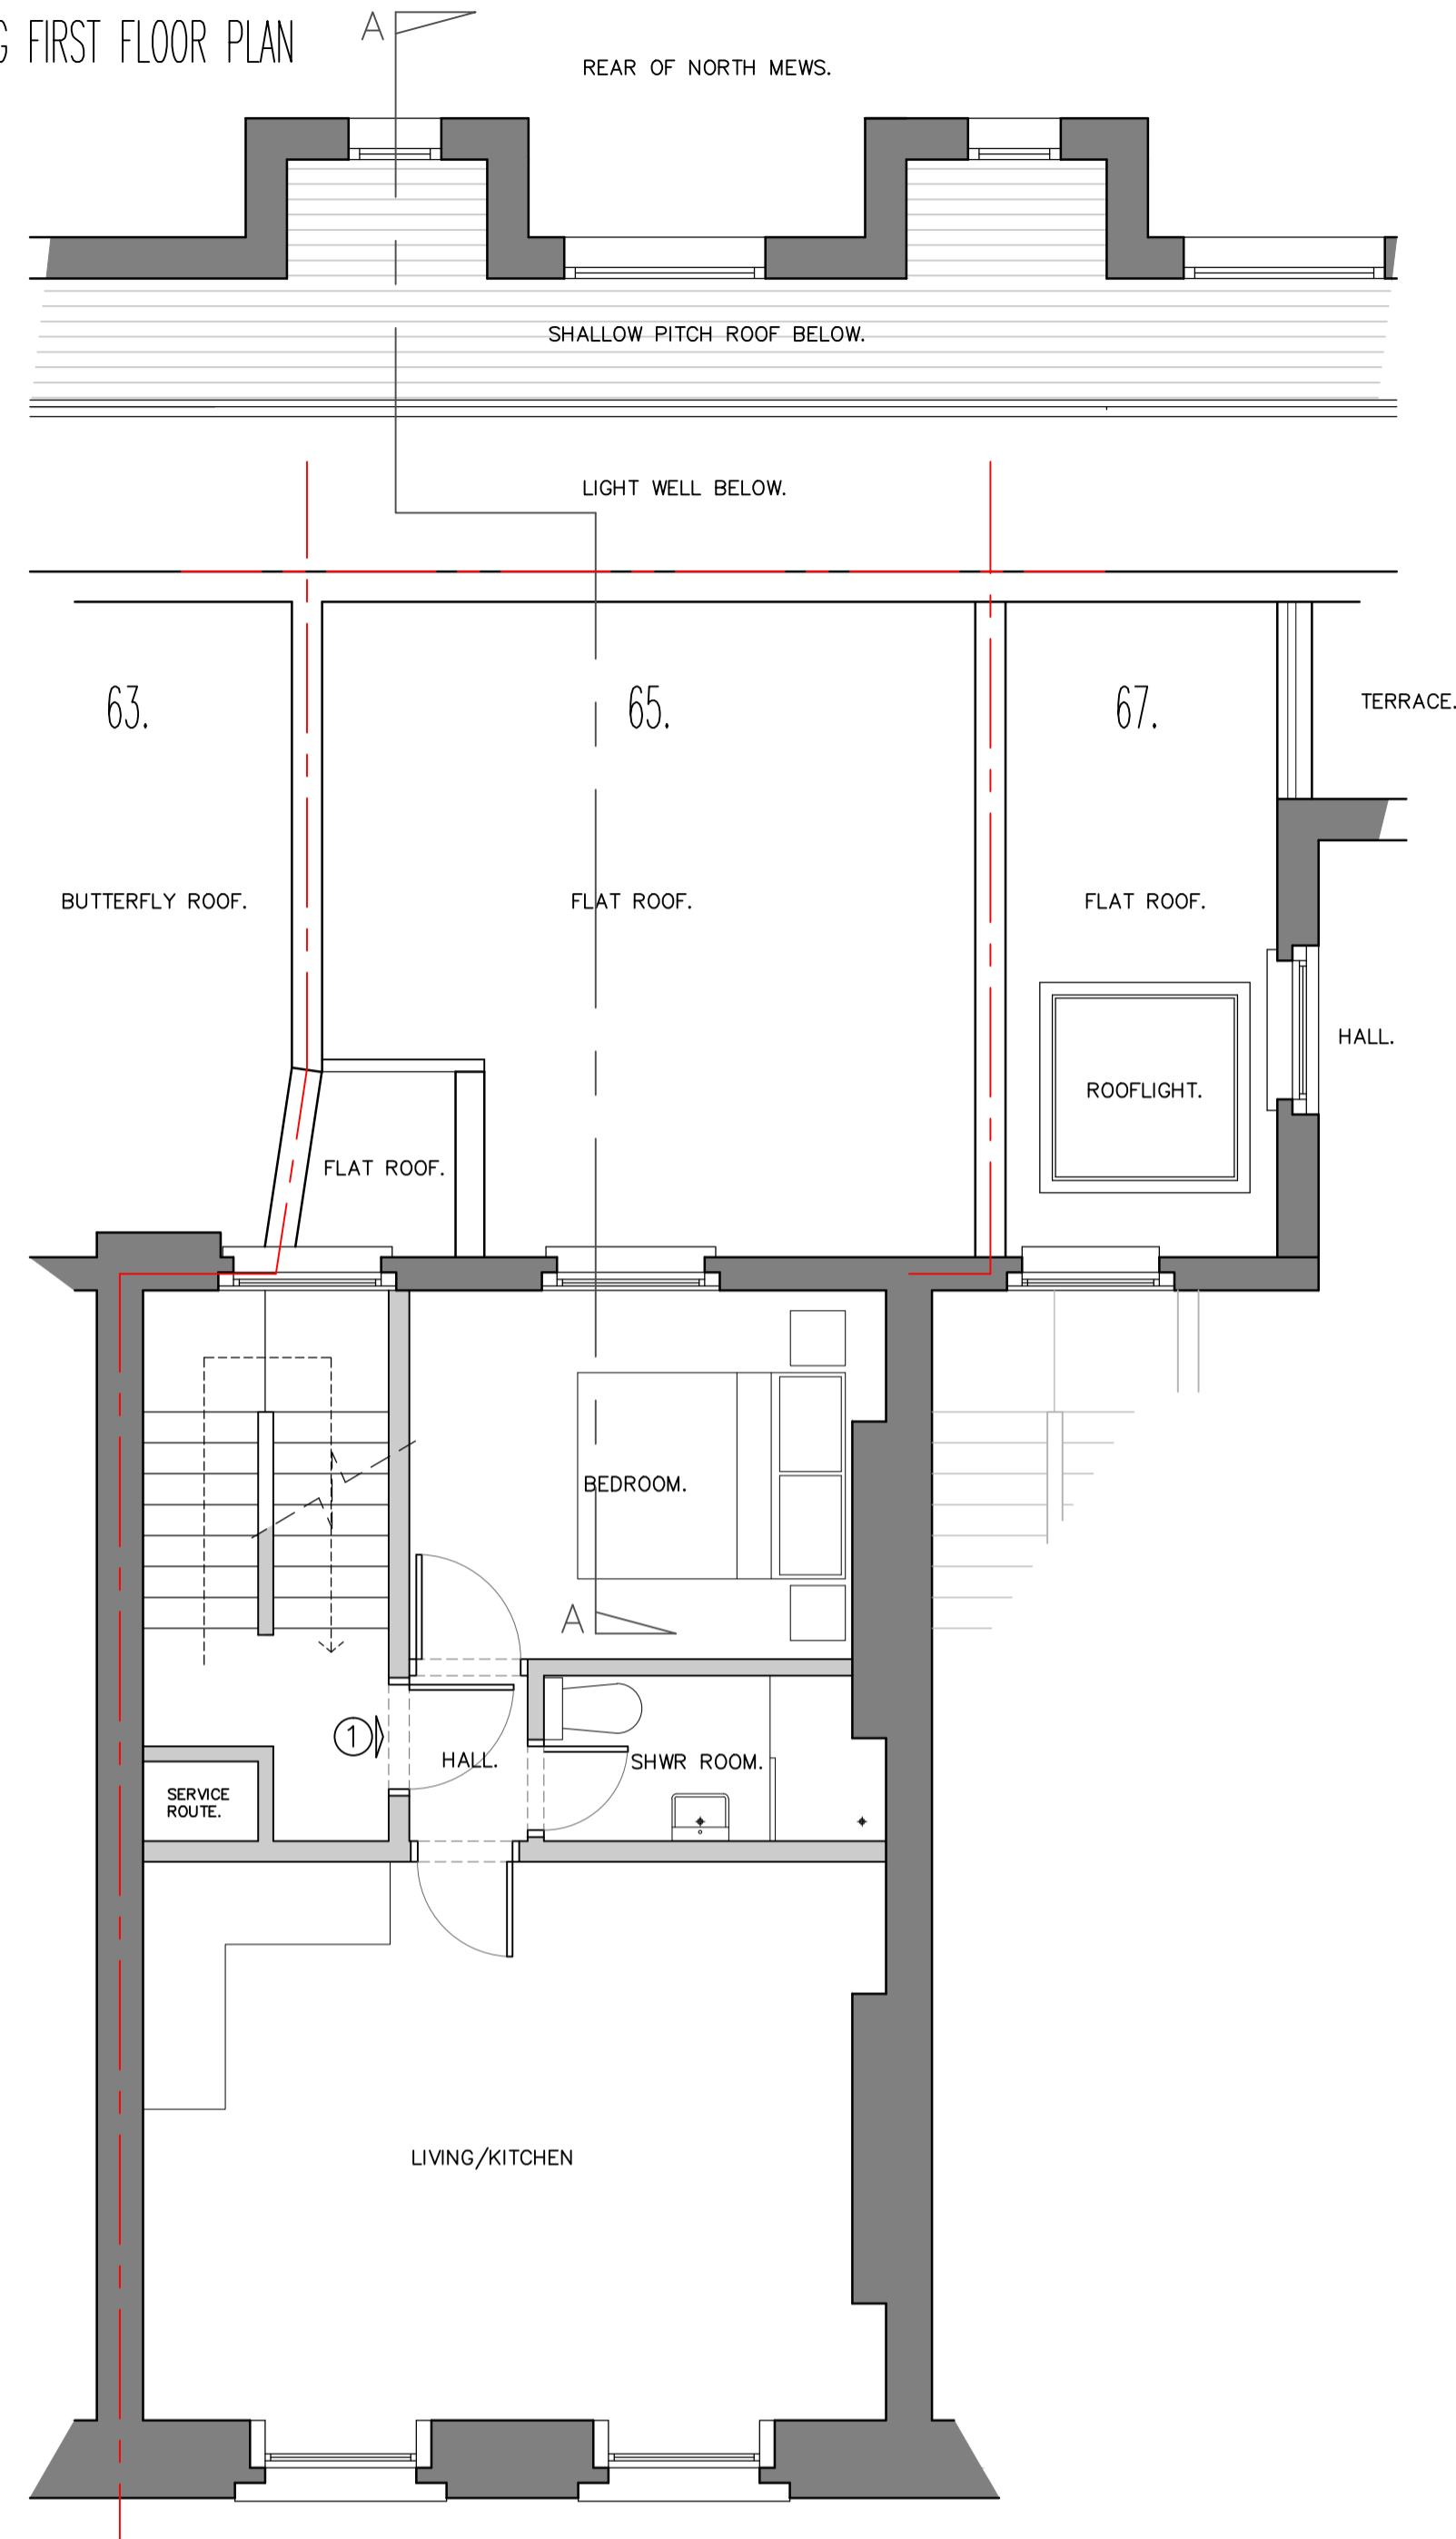 G FIRST FLOOR PLAN
A
REAR OF NORTH MEWS.
SHALLOW PITCH ROOF BELOW.
LIGHT WELL BELOW.
63.
65.
67.
TERRACE.
BUTTERFLY ROOF.
FLAT ROOF.
FLAT ROOF.
HALL.
ROOFLIGHT.
FLAT ROOF.
BEDROOM.
A
1
HALL.
SHWR ROOM.
SERVICE
ROUTE.
LIVING/KITCHEN